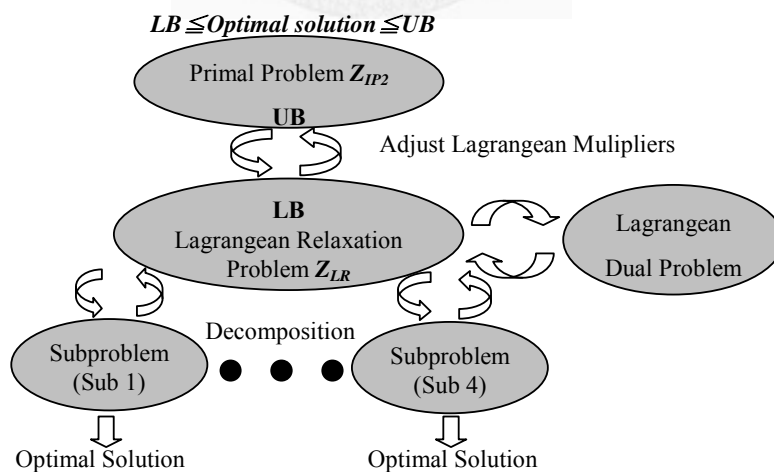 LB ≦Optimal solution ≦UB
Primal Problem Z_IP2
UB
Adjust Lagrangean Mulipliers
LB
Lagrangean Relaxation
Problem Z_LR
Lagrangean
Dual Problem
Decomposition
Subproblem
(Sub 1)
Subproblem
(Sub 4)
Optimal Solution
Optimal Solution